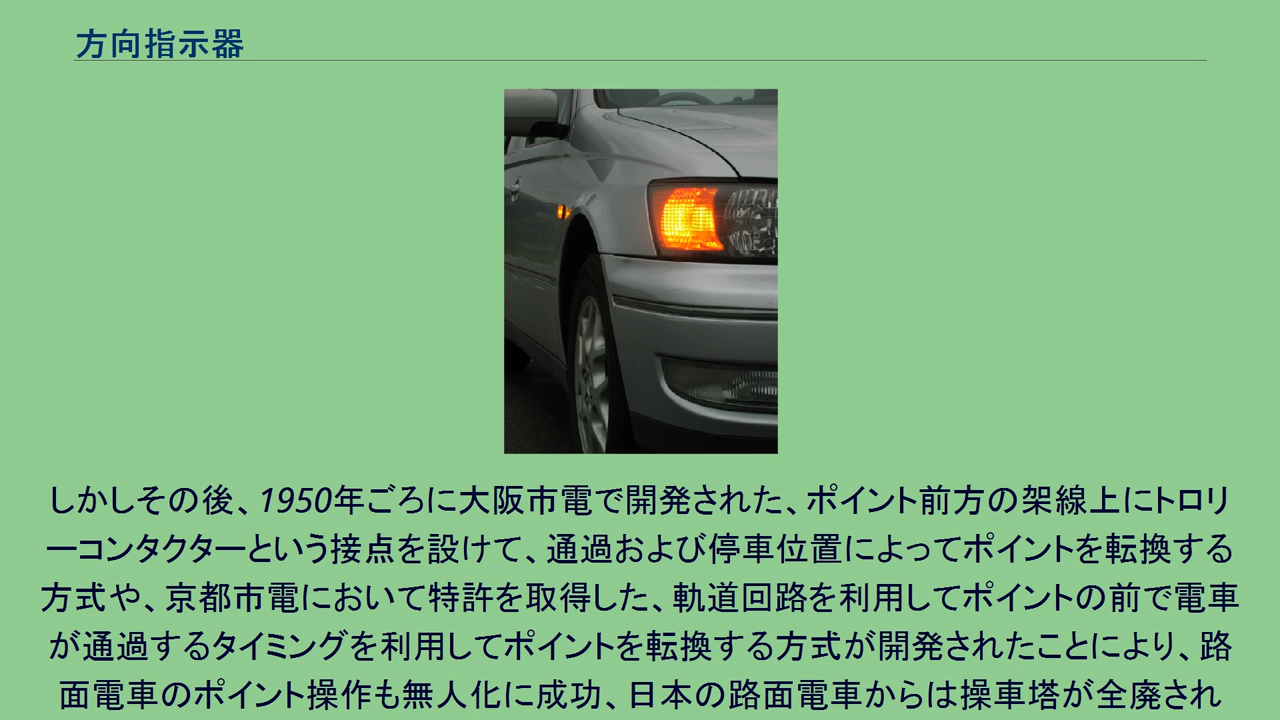 方向指示器
しかしその後、1950年ごろに大阪市電で開発された、ポイント前方の架線上にトロリ
ーコンタクターという接点を設けて、通過および停車位置によってポイントを転換する
方式や、京都市電において特許を取得した、軌道回路を利用してポイントの前で電車
が通過するタイミングを利用してポイントを転換する方式が開発されたことにより、路
面電車のポイント操作も無人化に成功、日本の路面電車からは操車塔が全廃され